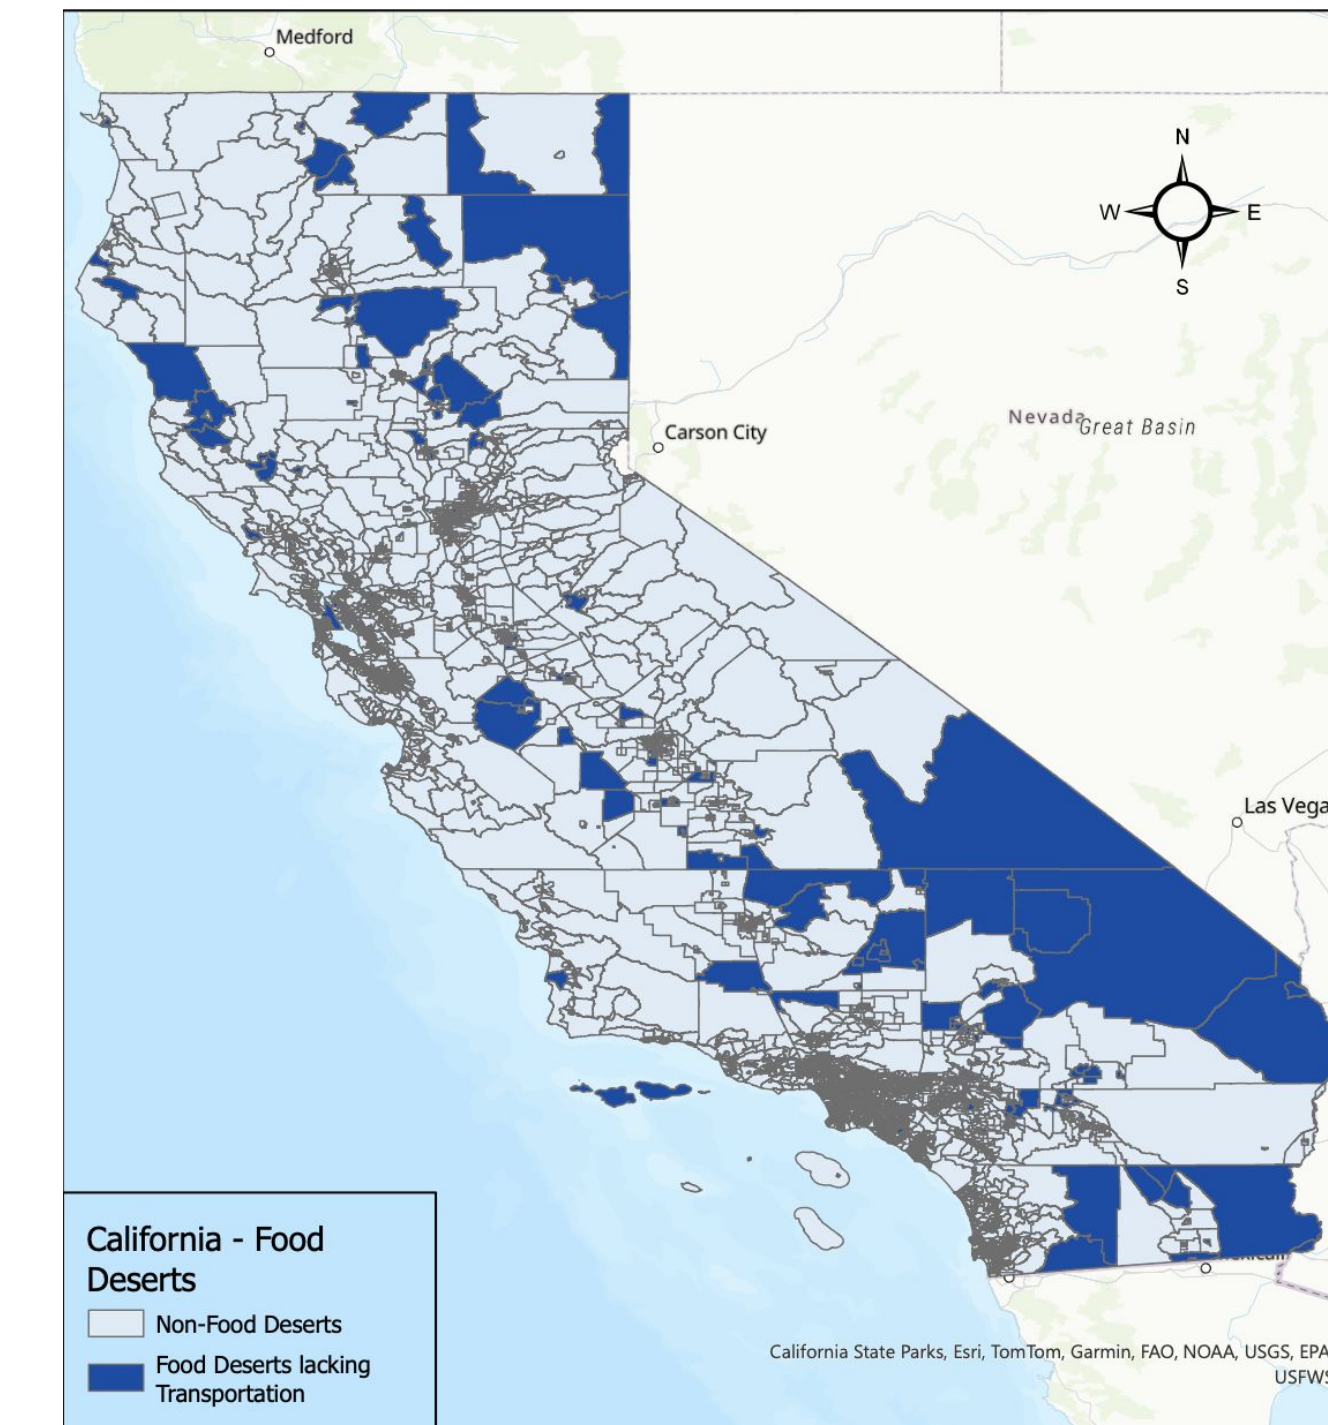 Medford
N
W
E
S
Carson City
Nevada
Great Basin
Las Vega
California - Food
Deserts
Non-Food Deserts
Food Deserts lacking
Transportation
California State Parks, Esri, TomTom, Garmin, FAO, NOAA, USGS, EPA
USFWS